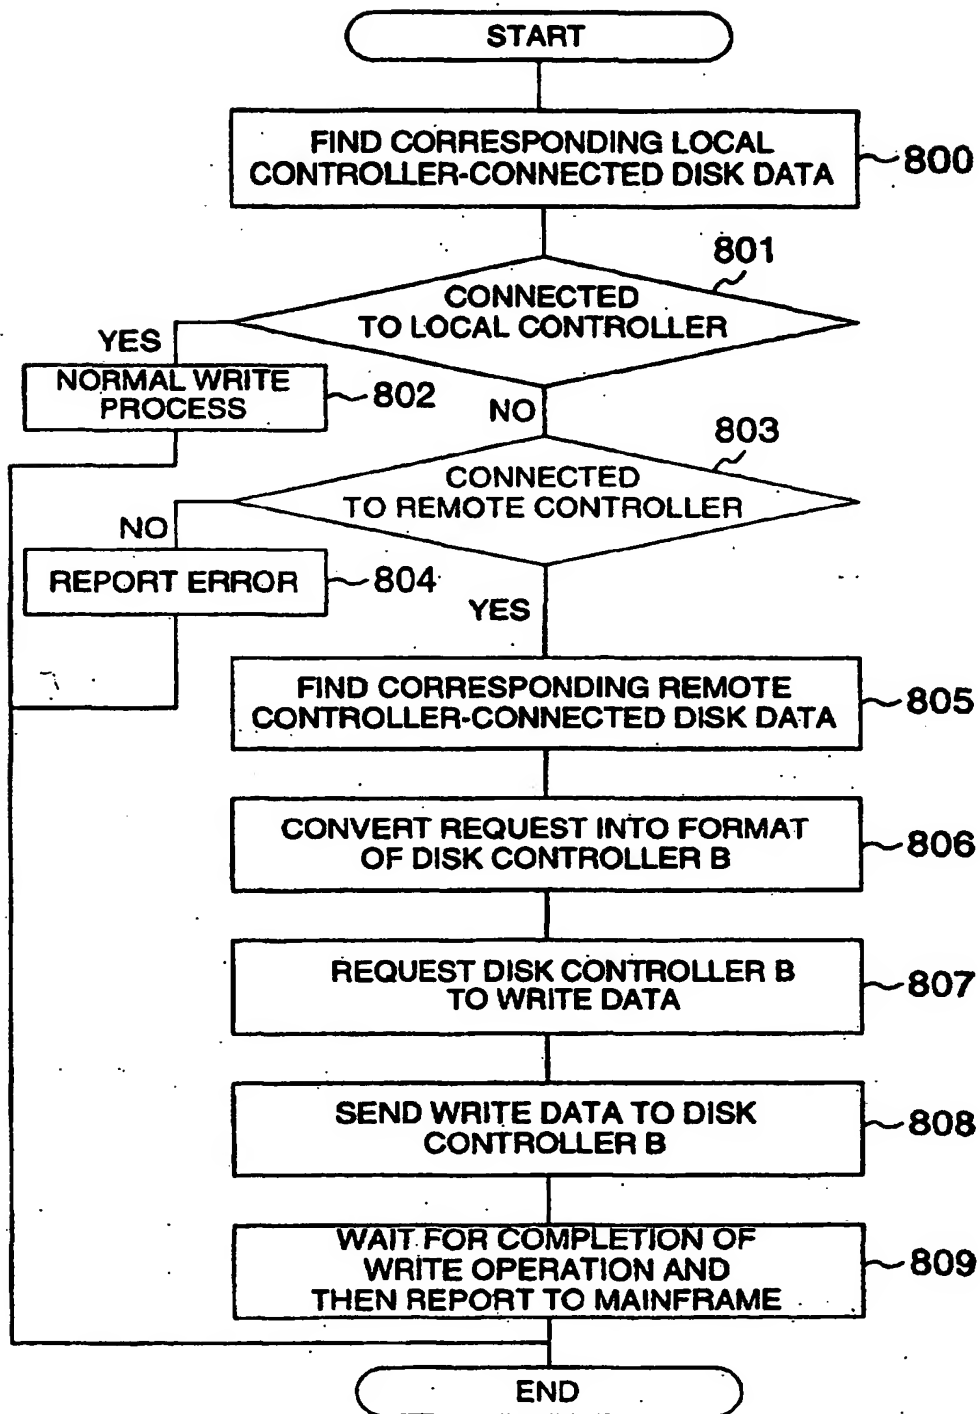 START
FIND CORRESPONDING LOCAL
CONTROLLER-CONNECTED DISK DATA
800
801
CONNECTED
TO LOCAL CONTROLLER
YES
NORMAL WRITE
PROCESS
802
NO
803
CONNECTED
TO REMOTE CONTROLLER
NO
REPORT ERROR
804
YES
FIND CORRESPONDING REMOTE
CONTROLLER-CONNECTED DISK DATA
805
CONVERT REQUEST INTO FORMAT
OF DISK CONTROLLER B
806
REQUEST DISK CONTROLLER B
TO WRITE DATA
807
SEND WRITE DATA TO DISK
CONTROLLER B
808
WAIT FOR COMPLETION OF
WRITE OPERATION AND
THEN REPORT TO MAINFRAME
809
END